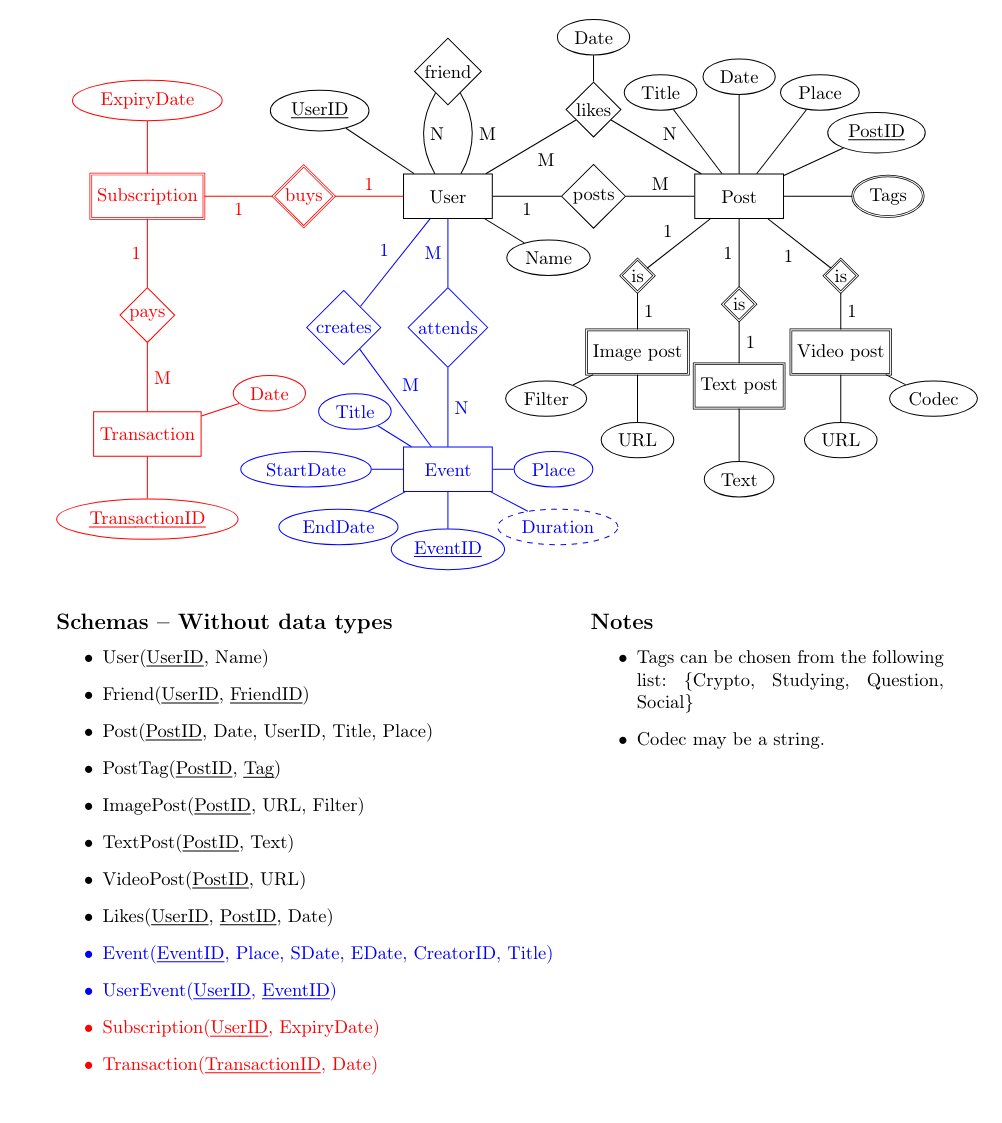 Date
friend
Title
Date
Place
ExpiryDate
UserID
likes
PostID
N
M
N
M
Subscription
1
buys
1
User
1
posts
M
Post
Tags
1
1
M
Name
1
1
1
is
is
is
pays
creates
attends
1
1
1
Image post
Text post
Video post
M
M
N
Date
Title
Filter
Codec
Transaction
URL
URL
StartDate
Event
Place
Text
TransactionID
EndDate
EventID
Duration
Schemas – Without data types
• User(UserID, Name)
• Friend(UserID, FriendID)
• Post(PostID, Date, UserID, Title, Place)
• PostTag(PostID, Tag)
• ImagePost(PostID, URL, Filter)
• TextPost(PostID, Text)
• VideoPost(PostID, URL)
• Likes(UserID, PostID, Date)
• Event(EventID, Place, SDate, EDate, CreatorID, Title)
• UserEvent(UserID, EventID)
• Subscription(UserID, ExpiryDate)
• Transaction(TransactionID, Date)
Notes
• Tags can be chosen from the following
list: {Crypto, Studying, Question,
Social}
• Codec may be a string.